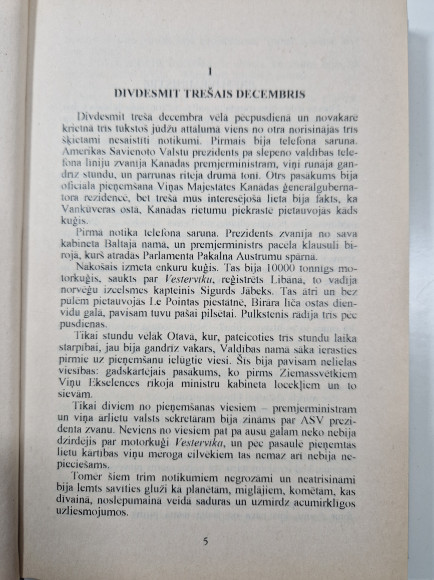 1
DIVDESMIT TREŠAIS DECEMBRIS
Divdesmit trešā decembra vēlā pēcpusdienā un novakarē
krietnā trīs tūkstoš jūdžu attālumā viens no otra norisinājās trīs
šķietami nesaistīti notikumi. Pirmais bija telefona saruna.
Amerikas Savienoto Valstu prezidents pa slepeno valdības tele-
fona līniju zvanīja Kanādas premjerministram, viņi runāja gan-
drīz stundu, un parrunas ritēja drūmā tonī. Otrs pasākums bija
oficiāla pieņemšana Viņas Majestātes Kanādas ģenerālguberna-
tora rezidencē, bet trešā mūs interesējošā lieta bija fakts, ka
Vankūveras ostā, Kanādas rietumu piekrastē pietauvojās kāds
kuģis.
Pirmā notika telefona saruna. Prezidents zvanīja no sava
kabineta Baltajā namā, un premjerministrs pacēla klausuli bi-
rojā, kurš atradās Parlamenta Pakalna Austrumu spārnā.
Nākošais izmeta enkuru kuģis. Tas bija 10000 tonnīgs mo-
torkuģis, saukts par Vestervika, reģistrēts Libānā, to vadīja
norvēģu izcelsmes kapteinis Sigurds Jābeks. Tas ātri un bez
pūlēm pietauvojās Le Pointas piestātnē, Birāra līča ostas dien-
vidu galā, pavisam tuvu pašai pilsētai. Pulkstenis rādīja trīs pēc
pusdienas.
Tikai stundu vēlāk Otavā, kur, pateicoties trīs stundu laika
starpībai, jau bija gandrīz vakars, Valdības namā sāka ierasties
pirmie uz pieņemšanu ielūgtie viesi. Šis bija pavisam nelielas
viesības: gadskārtējais pasākums, ko pirms Ziemassvētkiem
Viņu Ekselences rīkoja ministru kabineta locekļiem un to
sievām.
Tikai diviem no pieņemšanas viesiem – premjerministram
un viņa ārlietu valsts sekretāram bija zināms par ASV prezi-
denta zvanu. Neviens no viesiem pat pa ausu galam neko nebija
dzirdējis par motorkuģi Vestervika, un pēc pasaulē pieņemtās
lietu kārtības viņu mēroga cilvēkiem tas nemaz arī nebija ne-
pieciešams.
Tomēr šiem trim notikumiem negrozāmi un neatrisināmi
bija lemts savīties gluži kā planētām, miglājiem, komētām, kas
dīvainā, noslēpumainā veidā saduras un uzmirdz acumirklīgos
uzliesmojumos.
5